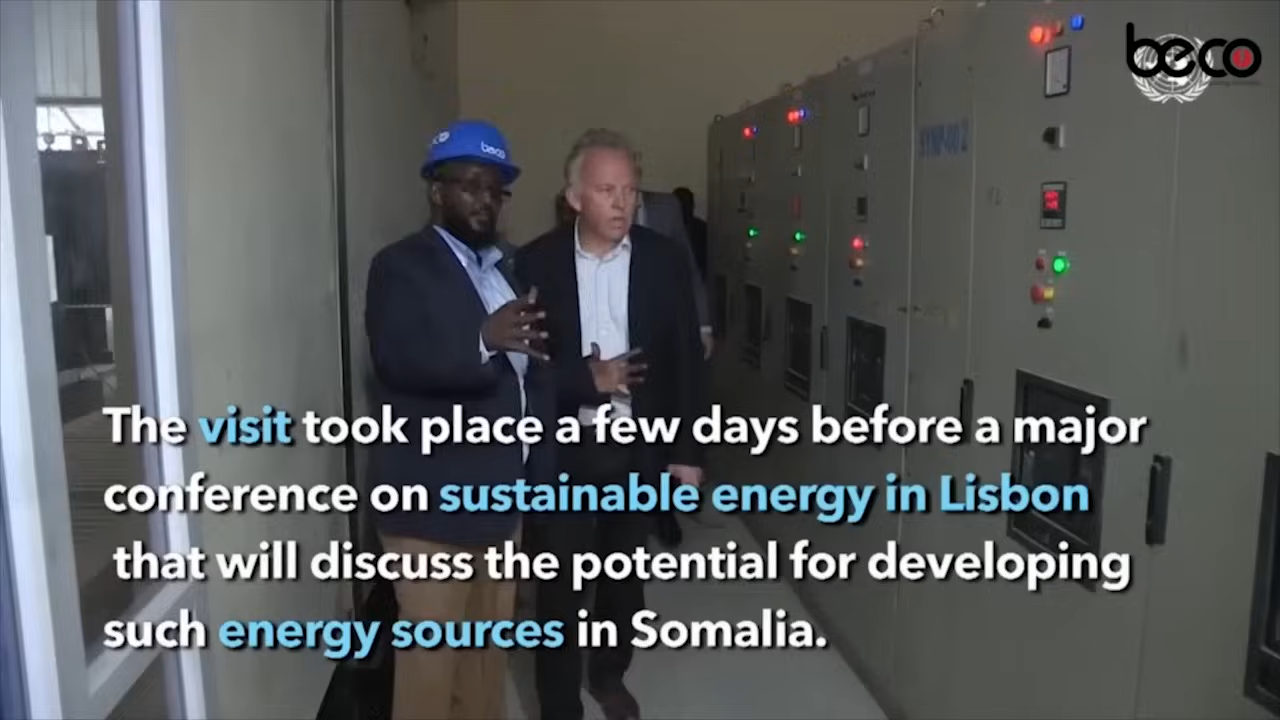 beco
beco
The visit took place a few days before a major
conference on sustainable energy in Lisbon
that will discuss the potential for developing
such energy sources in Somalia.